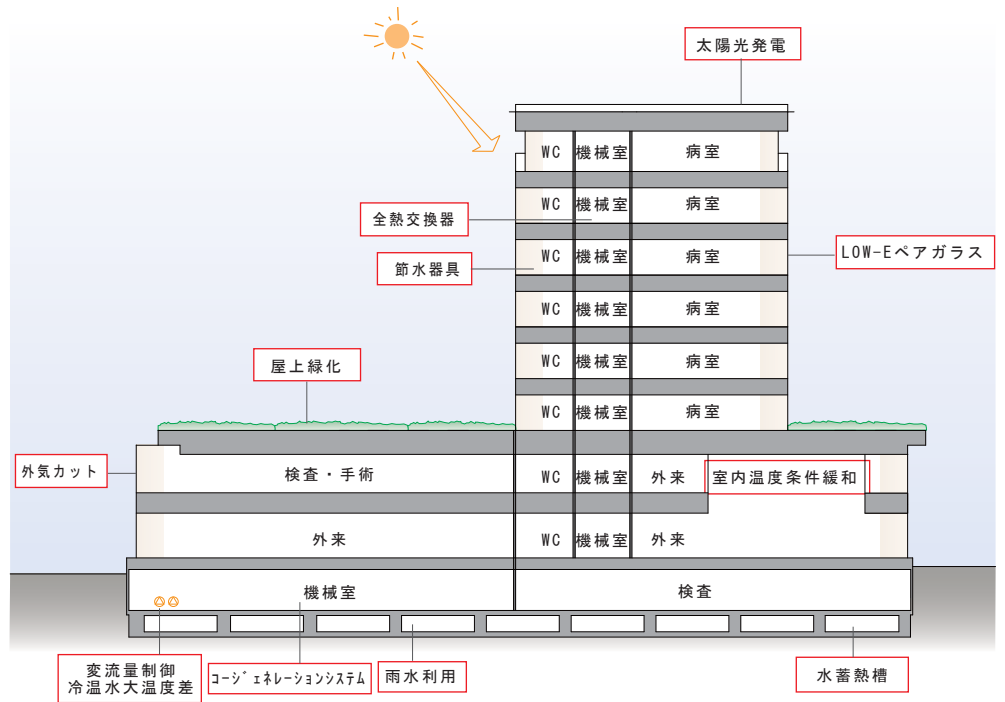 太陽光発電
WC 機械室 病室
WC 機械室 病室
全熱交換器
LOW-Eペアガラス
WC 機械室 病室
節水器具
WC 機械室 病室
屋上緑化
WC 機械室 病室
WC 機械室 病室
外気カット
検査・手術 WC 機械室 外来 室内温度条件緩和
外来 WC 機械室 外来
機械室 検査
変流量制御
冷温水大温度差
コージェネレーションシステム
雨水利用
水蓄熱槽